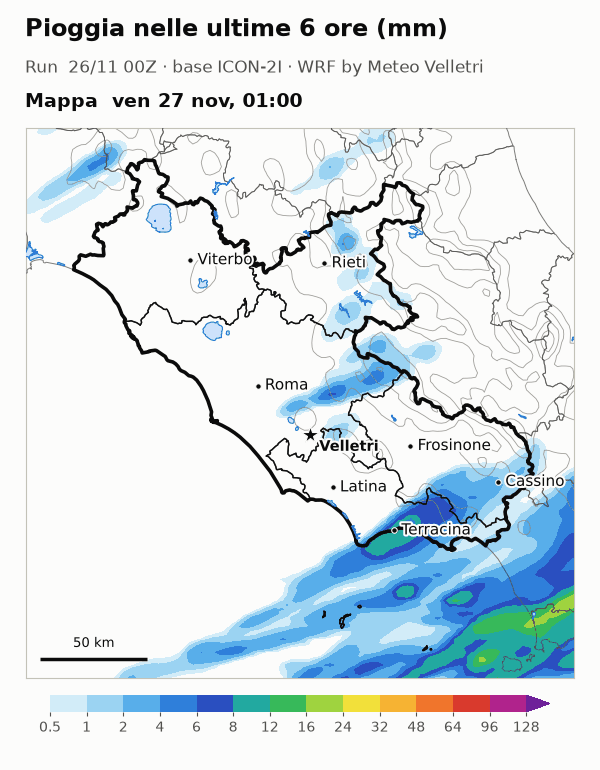 Pioggia nelle ultime 6 ore (mm)
Run  26/11 00Z · base ICON-2I · WRF by Meteo Velletri
Mappa  ven 27 nov, 01:00
Viterbo
Rieti
Roma
Velletri
Frosinone
Latina
Cassino
Terracina
50 km
0.5 1 2 4 6 8 12 16 24 32 48 64 96 128